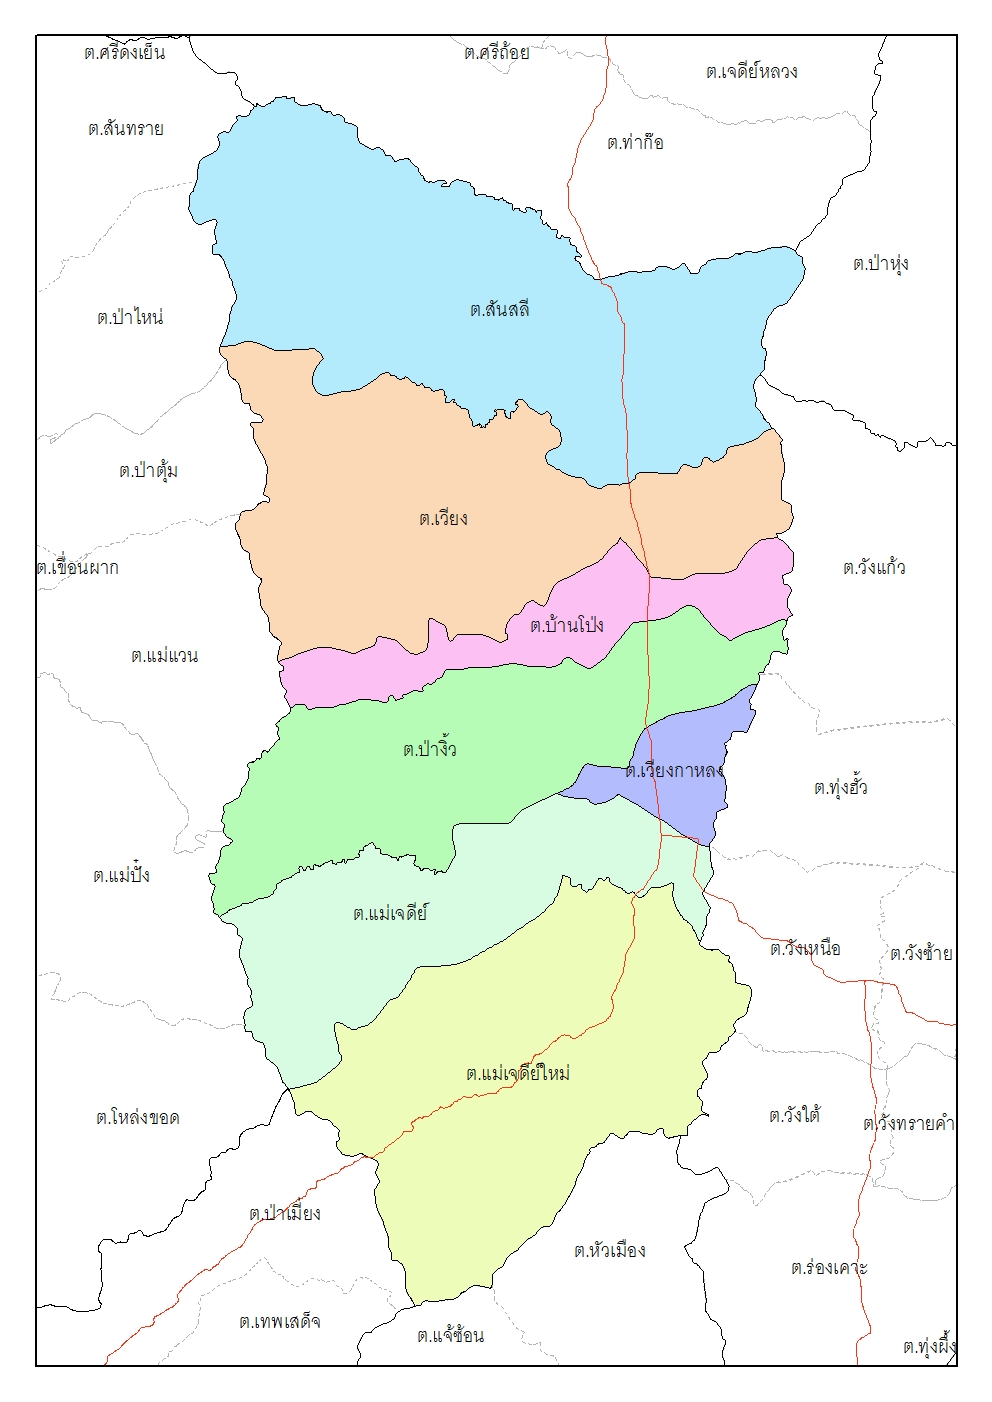 ต.ศรีดงเย็น
ต.ศรีถ้อย
ต.เจดีย์หลวง
ต.สันทราย
ต.ท่าก๊อ
ต.ป่าหุ่ง
ต.สันสลี
ต.ป่าไหน่
ต.ป่าตุ้ม
ต.เวียง
ต.เขื่อนผาก
ต.วังแก้ว
ต.บ้านโป่ง
ต.แม่แวน
ต.ป่างิ้ว
ต.เวียงกาหลง
ต.ทุ่งฮั้ว
ต.แม่ปั๋ง
ต.แม่เจดีย์
ต.วังเหนือ
ต.วังซ้าย
ต.แม่เจดีย์ใหม่
ต.โหล่งขอด
ต.วังใต้
ต.วังทรายคำ
ต.ป่าเมี่ยง
ต.หัวเมือง
ต.ร่องเคาะ
ต.เทพเสด็จ
ต.แจ้ซ้อน
ต.ทุ่งผึ้ง